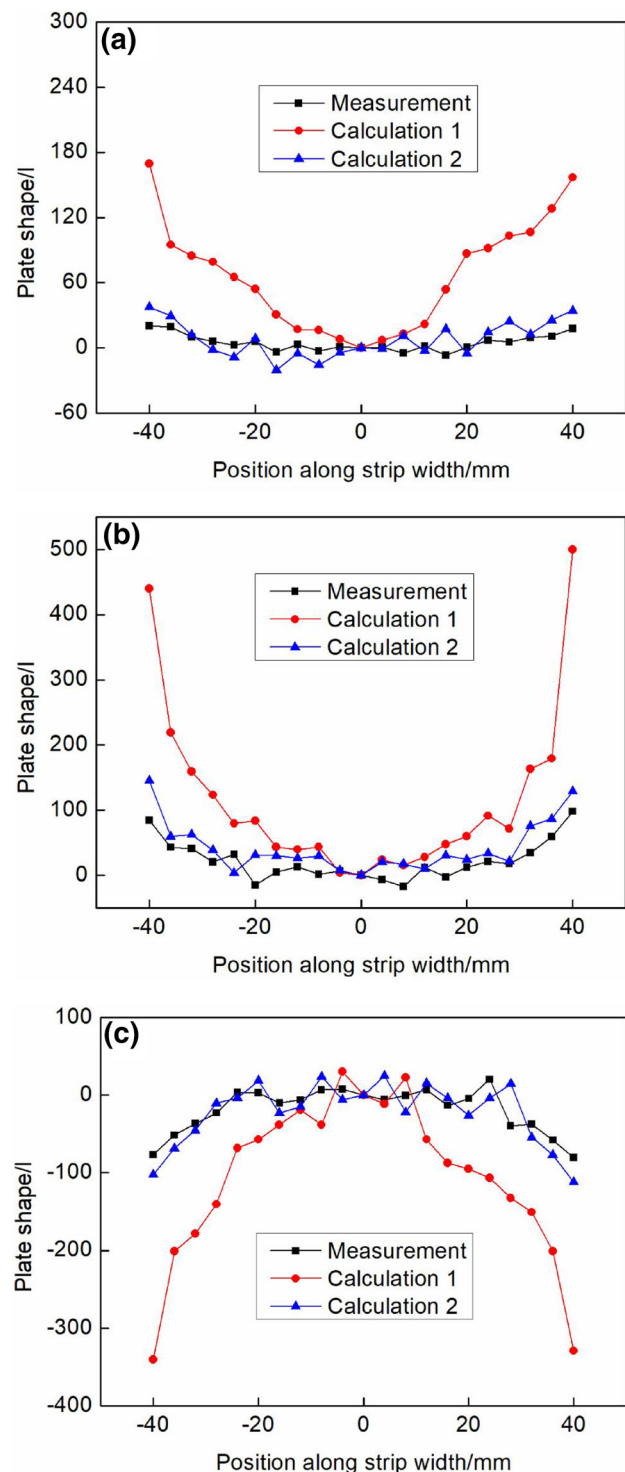 (a)
300
240
180
120
60
0
-60
Plate shape/I
Measurement
Calculation 1
Calculation 2
-40 -20 0 20 40
Position along strip width/mm
(b)
500
400
300
200
100
0
Plate shape/I
Measurement
Calculation 1
Calculation 2
-40 -20 0 20 40
Position along strip width/mm
(c)
100
0
-100
-200
-300
-400
Plate shape/I
Measurement
Calculation 1
Calculation 2
-40 -20 0 20 40
Position along strip width/mm